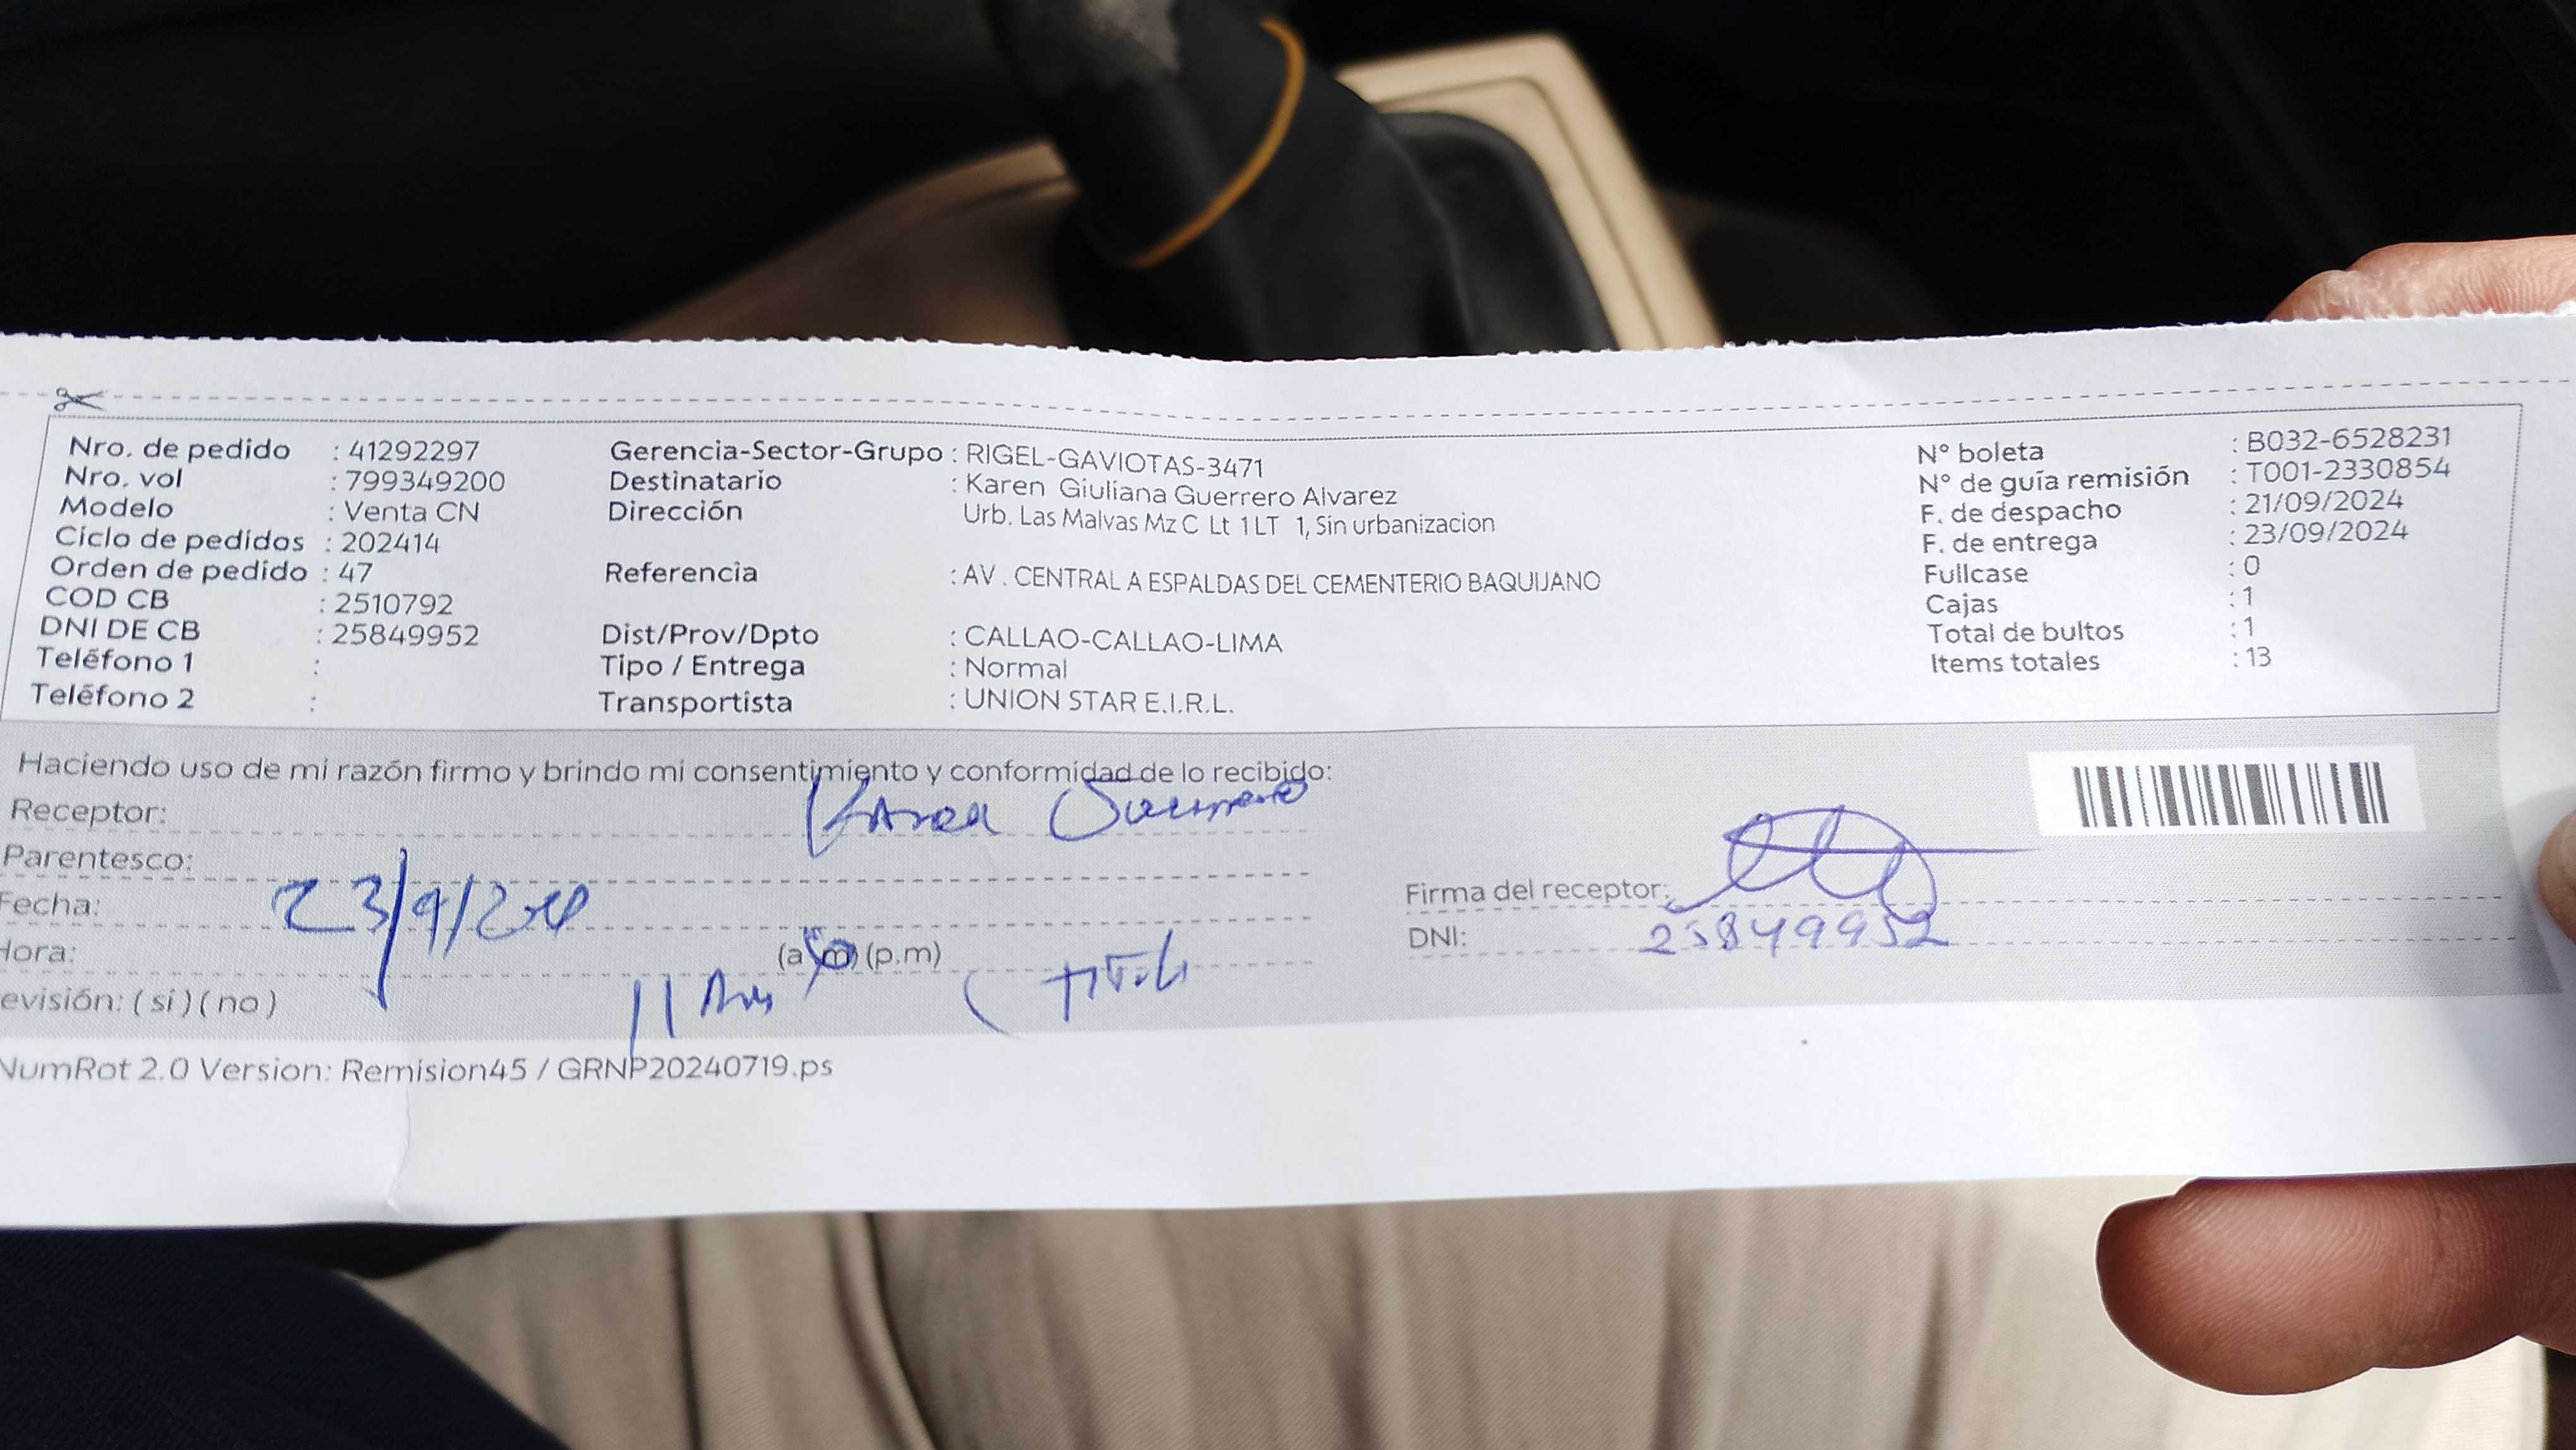 Nro. de pedido : 41292297
Nro. vol : 799349200
Modelo : Venta CN
Ciclo de pedidos : 202414
Orden de pedido : 47
COD CB : 2510792
DNI DE CB : 25849952
Teléfono 1 :
Teléfono 2 :
Gerencia-Sector-Grupo : RIGEL-GAVIOTAS-3471
Destinatario : Karen Giuliana Guerrero Alvarez
Dirección Urb. Las Malvas Mz C Lt 1 LT 1, Sin urbanizacion
Referencia : AV . CENTRAL A ESPALDAS DEL CEMENTERIO BAQUIJANO
Dist/Prov/Dpto : CALLAO-CALLAO-LIMA
Tipo / Entrega : Normal
Transportista : UNION STAR E.I.R.L.
N° boleta : B032-6528231
N° de guía remisión : T001-2330854
F. de despacho : 21/09/2024
F. de entrega : 23/09/2024
Fullcase : 0
Cajas : 1
Total de bultos : 1
Items totales : 13
Haciendo uso de mi razón firmo y brindo mi consentimiento y conformidad de lo recibido:
Receptor: Karen Guerrero
Parentesco:
Fecha: 23/9/
Hora: (a.m) (p.m)
11
evisión: ( si ) ( no )
Firma del receptor:
DNI: 25849952
NumRot 2.0 Version: Remision45 / GRNP20240719.ps